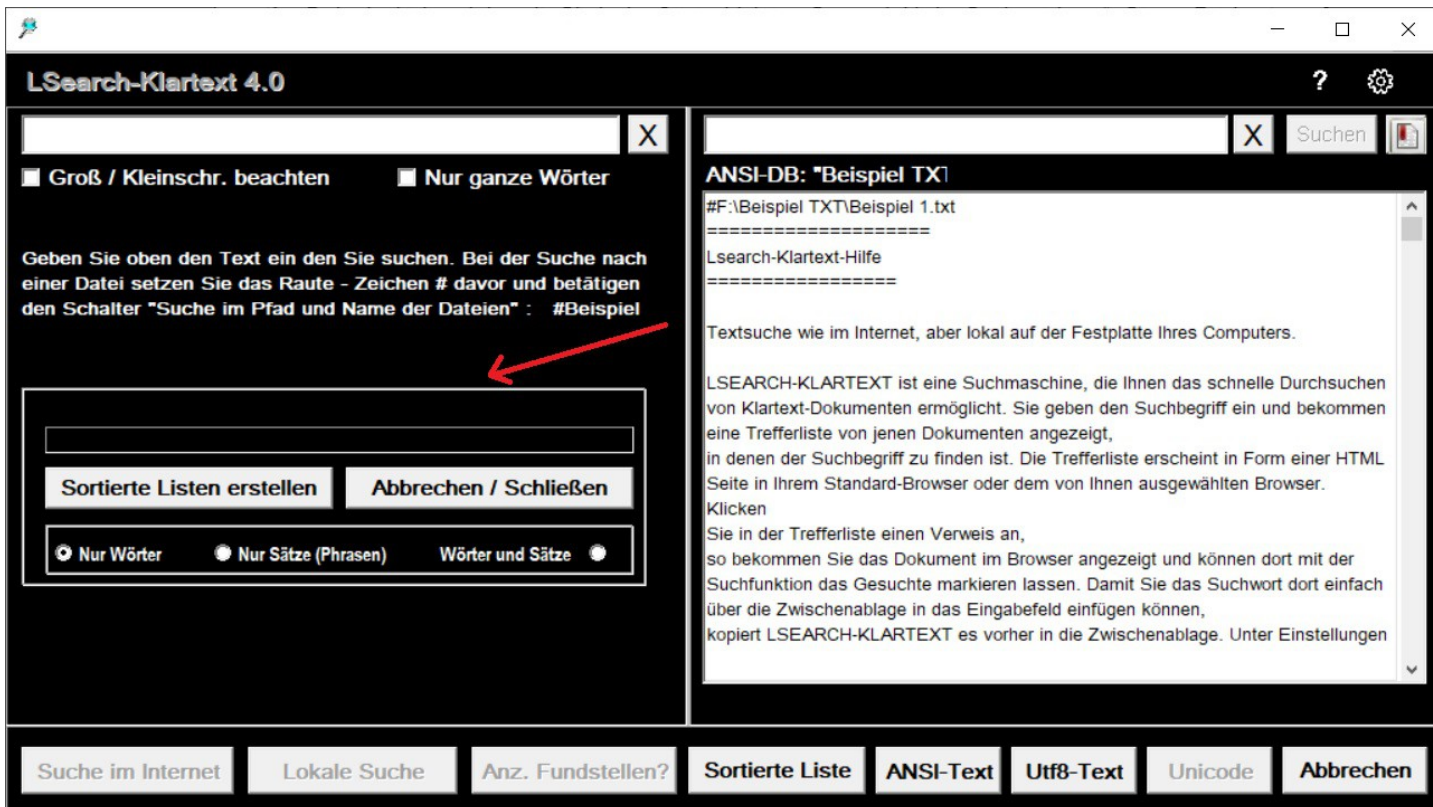 LSearch-Klartext 4.0
?
X
Groß / Kleinschr. beachten
Nur ganze Wörter
Geben Sie oben den Text ein den Sie suchen. Bei der Suche nach
einer Datei setzen Sie das Raute - Zeichen # davor und betätigen
den Schalter "Suche im Pfad und Name der Dateien" : #Beispiel
Sortierte Listen erstellen
Abbrechen / Schließen
Nur Wörter
Nur Sätze (Phrasen)
Wörter und Sätze
X
Suchen
ANSI-DB: "Beispiel TX
#F:\Beispiel TXT\Beispiel 1.txt
====================
Lsearch-Klartext-Hilfe
=================
Textsuche wie im Internet, aber lokal auf der Festplatte Ihres Computers.
LSEARCH-KLARTEXT ist eine Suchmaschine, die Ihnen das schnelle Durchsuchen
von Klartext-Dokumenten ermöglicht. Sie geben den Suchbegriff ein und bekommen
eine Trefferliste von jenen Dokumenten angezeigt,
in denen der Suchbegriff zu finden ist. Die Trefferliste erscheint in Form einer HTML
Seite in Ihrem Standard-Browser oder dem von Ihnen ausgewählten Browser.
Klicken
Sie in der Trefferliste einen Verweis an,
so bekommen Sie das Dokument im Browser angezeigt und können dort mit der
Suchfunktion das Gesuchte markieren lassen. Damit Sie das Suchwort dort einfach
über die Zwischenablage in das Eingabefeld einfügen können,
kopiert LSEARCH-KLARTEXT es vorher in die Zwischenablage. Unter Einstellungen
Suche im Internet
Lokale Suche
Anz. Fundstellen?
Sortierte Liste
ANSI-Text
Utf8-Text
Unicode
Abbrechen